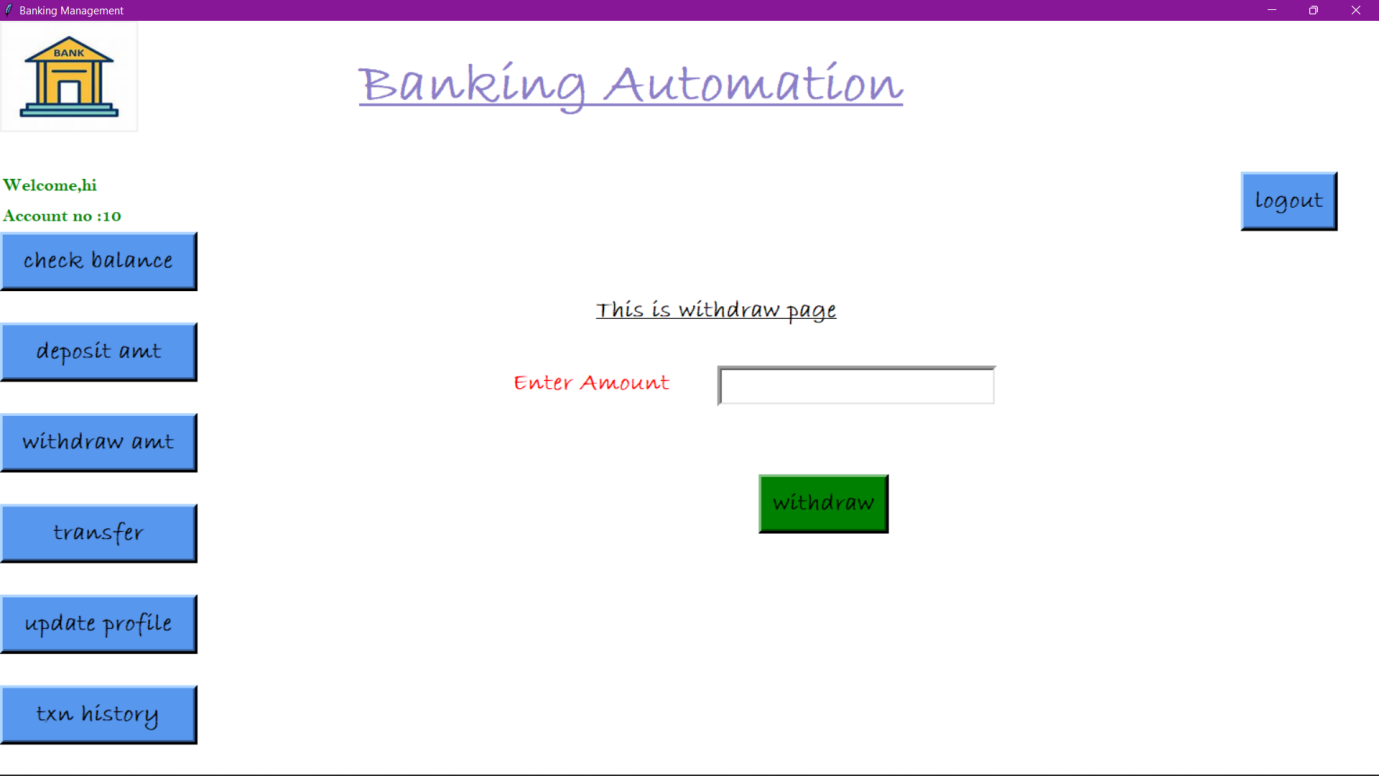 Banking Management
BANK
Banking Automation
Welcome,hi
logout
Account no :10
check balance
This is withdraw page
deposit amt
Enter Amount
withdraw amt
withdraw
transfer
update profile
txn history